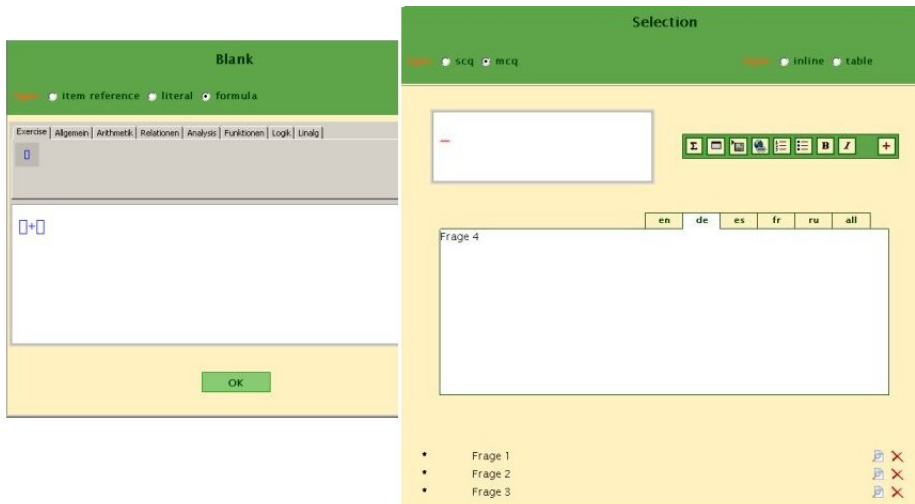 Blank
item reference literal formula
Exercise Allgemein Arithmetik Relationen Analysis Funktionen Logik Linalg
▯+▯
OK
Selection
scq mcq inline table
Σ B I +
en de es fr ru all
Frage 4
* Frage 1
* Frage 2
* Frage 3